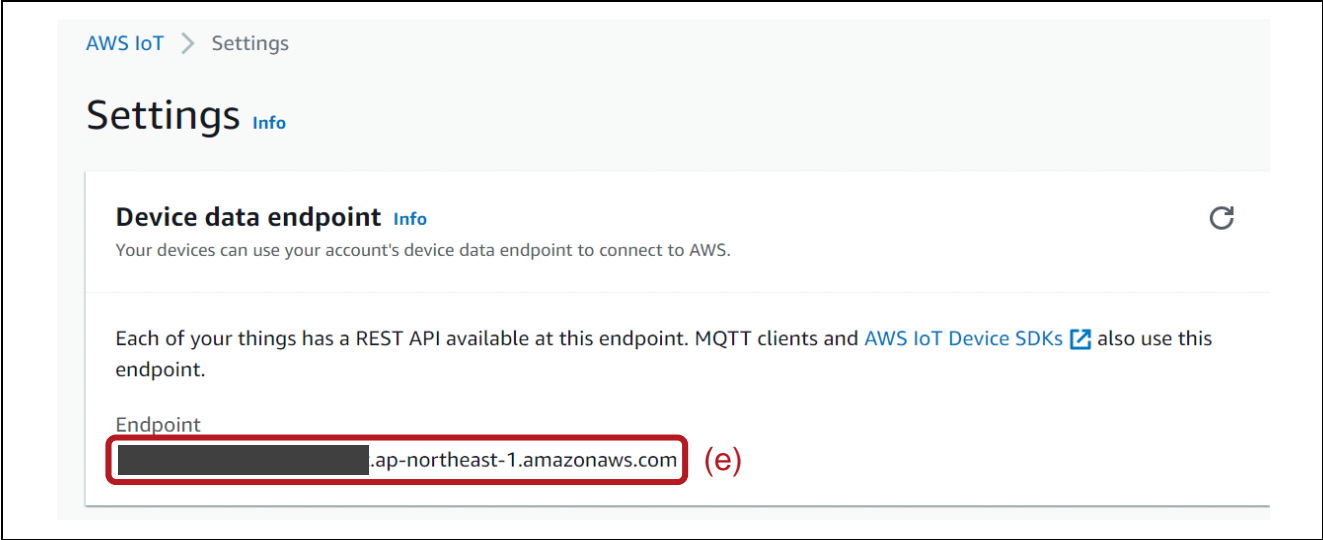 AWS IoT > Settings
Settings Info
Device data endpoint Info
Your devices can use your account's device data endpoint to connect to AWS.
Each of your things has a REST API available at this endpoint. MQTT clients and AWS IoT Device SDKs also use this
endpoint.
Endpoint
.ap-northeast-1.amazonaws.com (e)